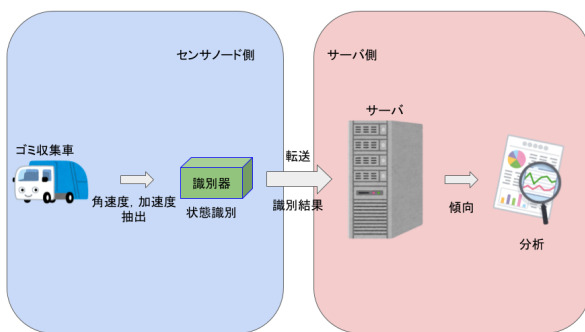 センサノード側
サーバ側
ゴミ収集車
角速度，加速度
抽出
識別器
状態識別
転送
識別結果
サーバ
傾向
分析